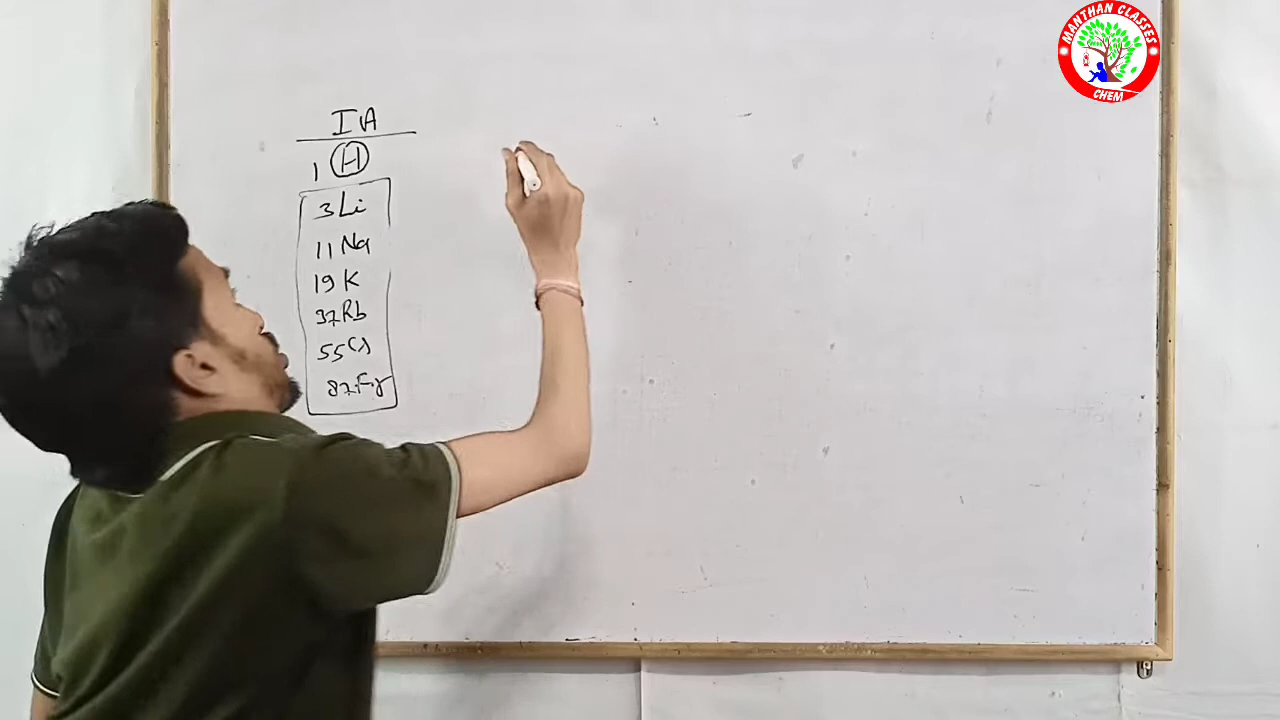 IA
1 H
3 Li
11 Na
19 K
37 Rb
55 Cs
87 Fr
MANTHAN CLASSES
CHEM